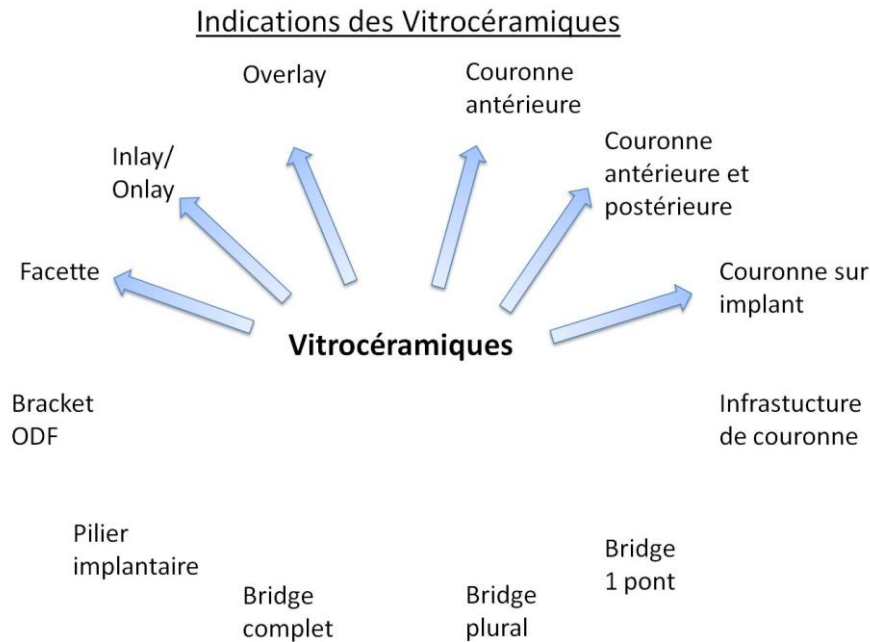 Indications des Vitrocéramiques
Overlay
Couronne
antérieure
Inlay/
Onlay
Couronne
antérieure et
postérieure
Facette
Couronne sur
implant
Vitrocéramiques
Bracket
ODF
Infrastucture
de couronne
Pilier
implantaire
Bridge
1 pont
Bridge
complet
Bridge
plural